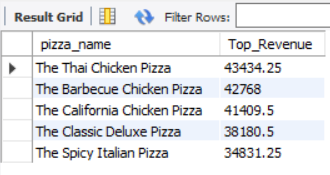 Result Grid Filter Rows:
pizza_name Top_Revenue
The Thai Chicken Pizza 43434.25
The Barbecue Chicken Pizza 42768
The California Chicken Pizza 41409.5
The Classic Deluxe Pizza 38180.5
The Spicy Italian Pizza 34831.25